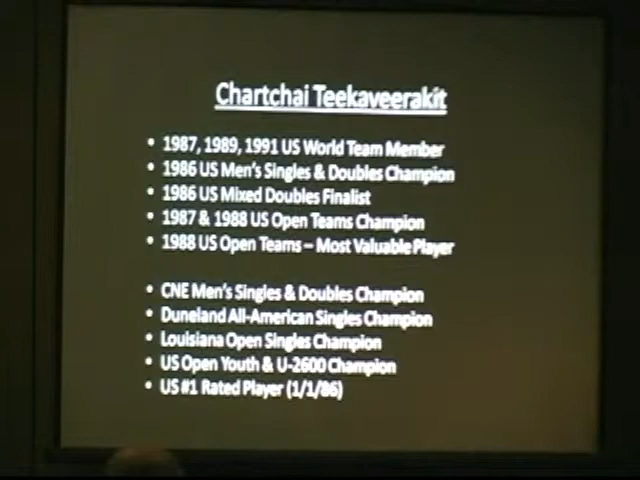 Chartchai Teekaveerakit
• 1987, 1989, 1991 US World Team Member
• 1986 US Men's Singles & Doubles Champion
• 1986 US Mixed Doubles Finalist
• 1987 & 1988 US Open Teams Champion
• 1988 US Open Teams – Most Valuable Player
• CNE Men's Singles & Doubles Champion
• Duneland All-American Singles Champion
• Louisiana Open Singles Champion
• US Open Youth & U-2600 Champion
• US #1 Rated Player (1/1/86)